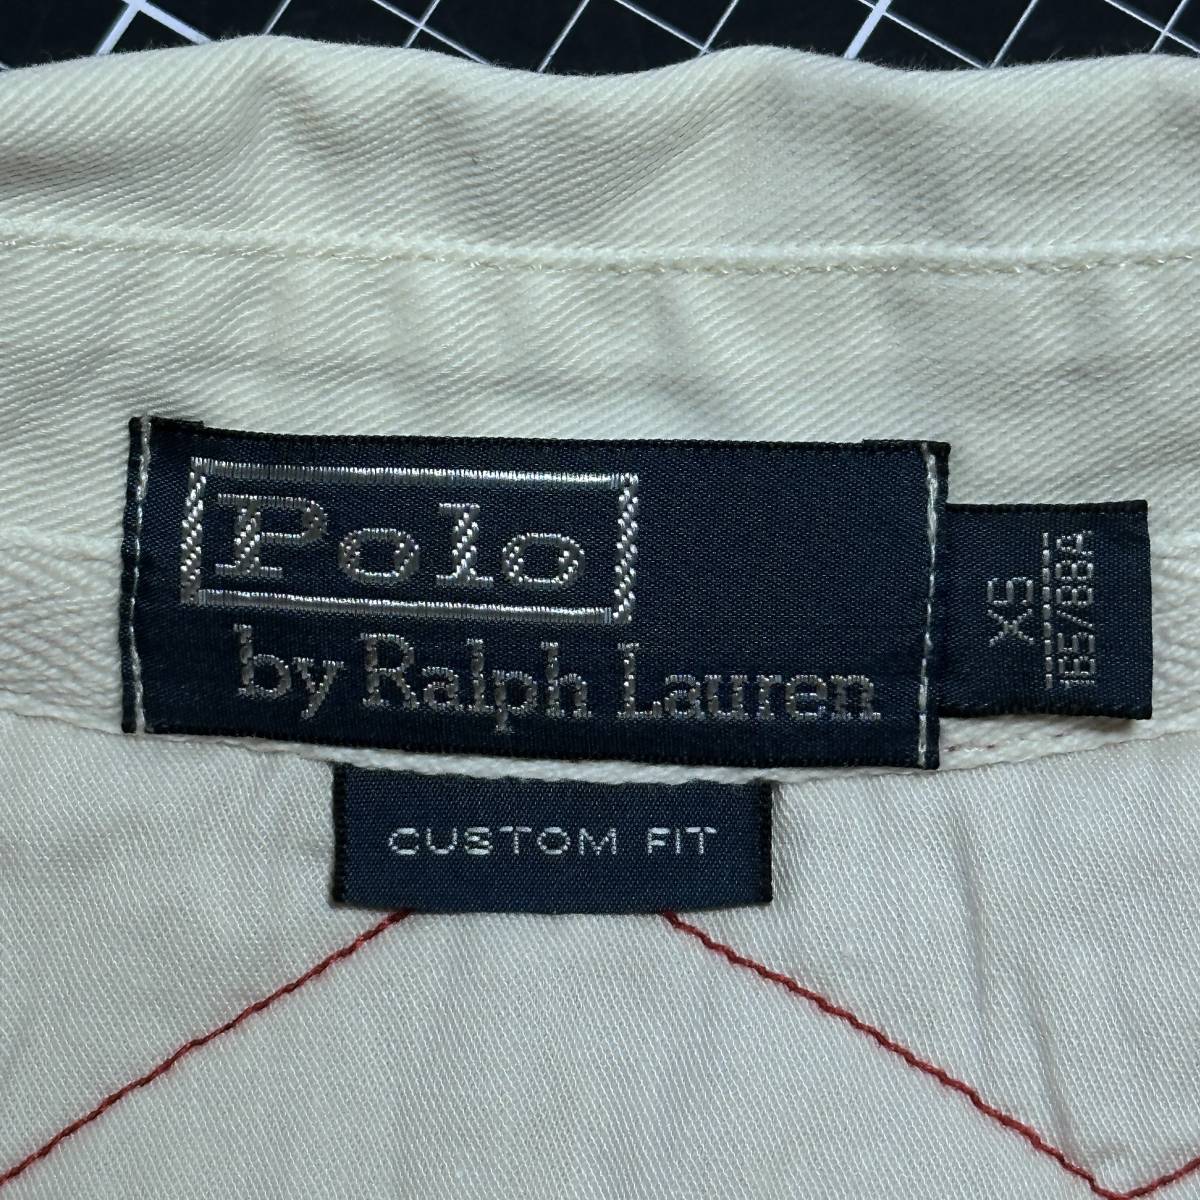 Polo
by Ralph Lauren
XS
165/88A
CUSTOM FIT